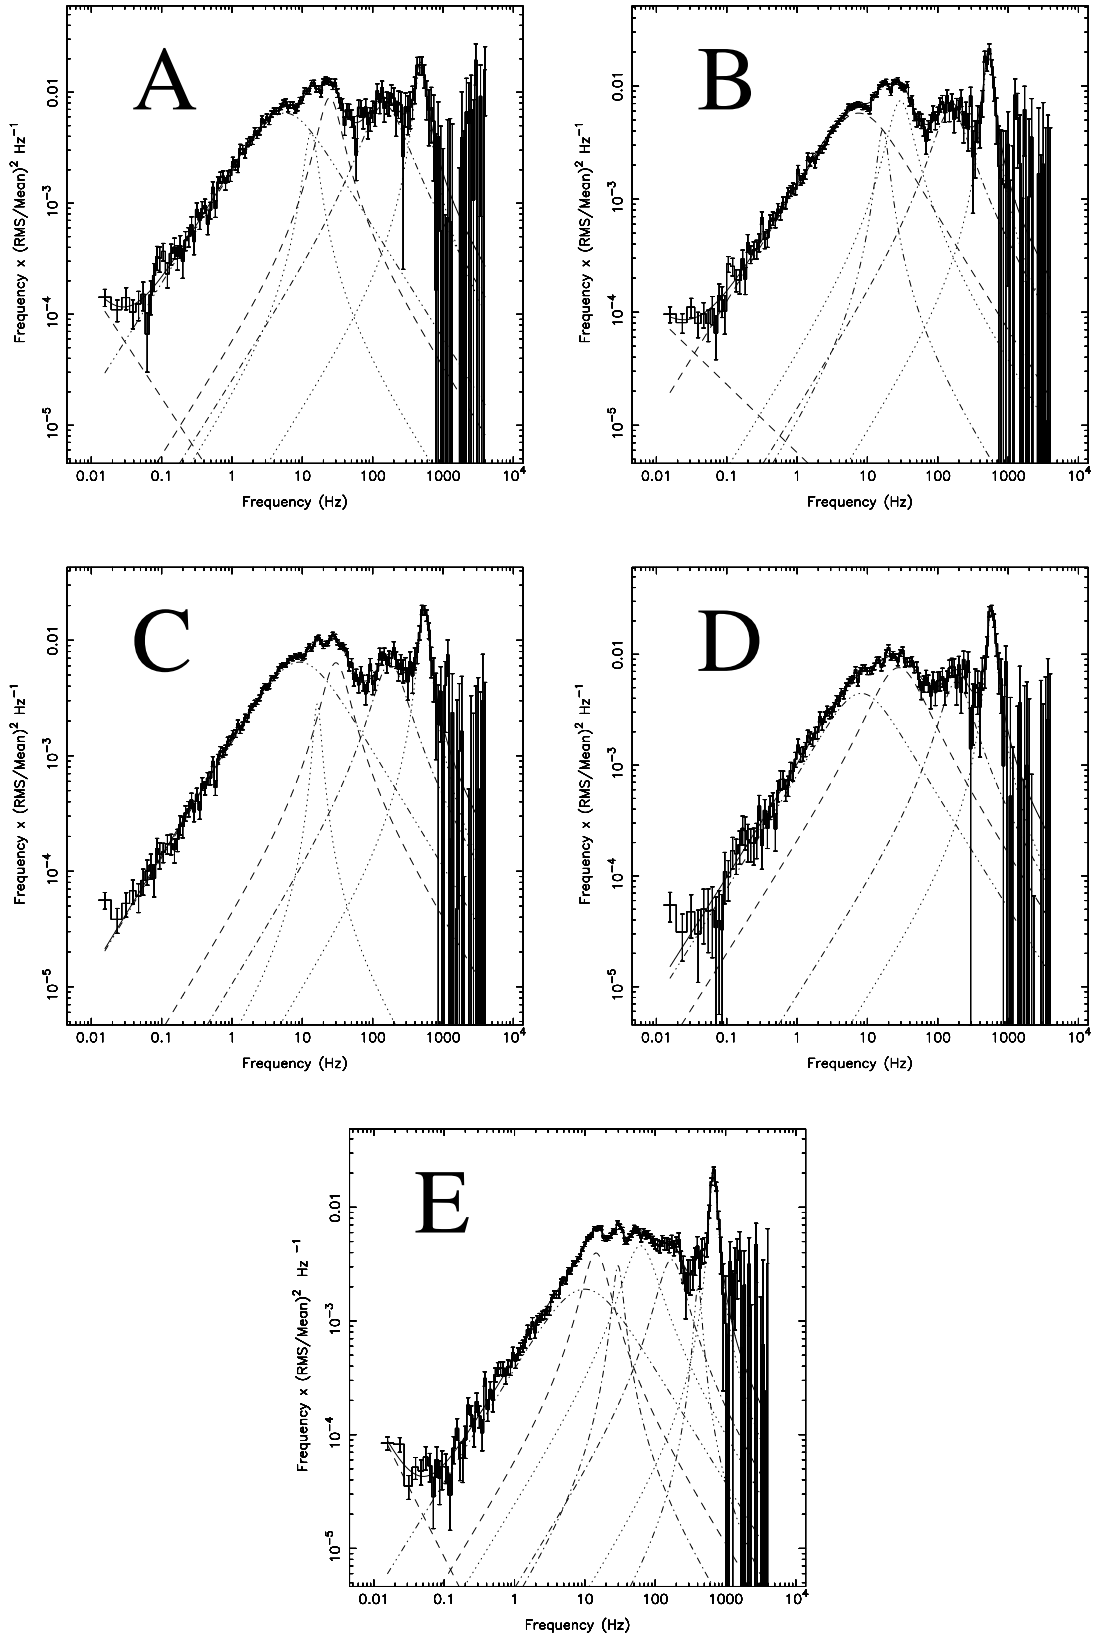 A
B
Frequency x (RMS/Mean)² Hz⁻¹
0.01
10⁻³
10⁻⁴
10⁻⁵
0.01 0.1 1 10 100 1000 10⁴
Frequency (Hz)
Frequency x (RMS/Mean)² Hz⁻¹
0.01
10⁻³
10⁻⁴
10⁻⁵
0.01 0.1 1 10 100 1000 10⁴
Frequency (Hz)
C
D
Frequency x (RMS/Mean)² Hz⁻¹
0.01
10⁻³
10⁻⁴
10⁻⁵
0.01 0.1 1 10 100 1000 10⁴
Frequency (Hz)
Frequency x (RMS/Mean)² Hz⁻¹
0.01
10⁻³
10⁻⁴
10⁻⁵
0.01 0.1 1 10 100 1000 10⁴
Frequency (Hz)
E
Frequency x (RMS/Mean)² Hz⁻¹
0.01
10⁻³
10⁻⁴
10⁻⁵
0.01 0.1 1 10 100 1000 10⁴
Frequency (Hz)